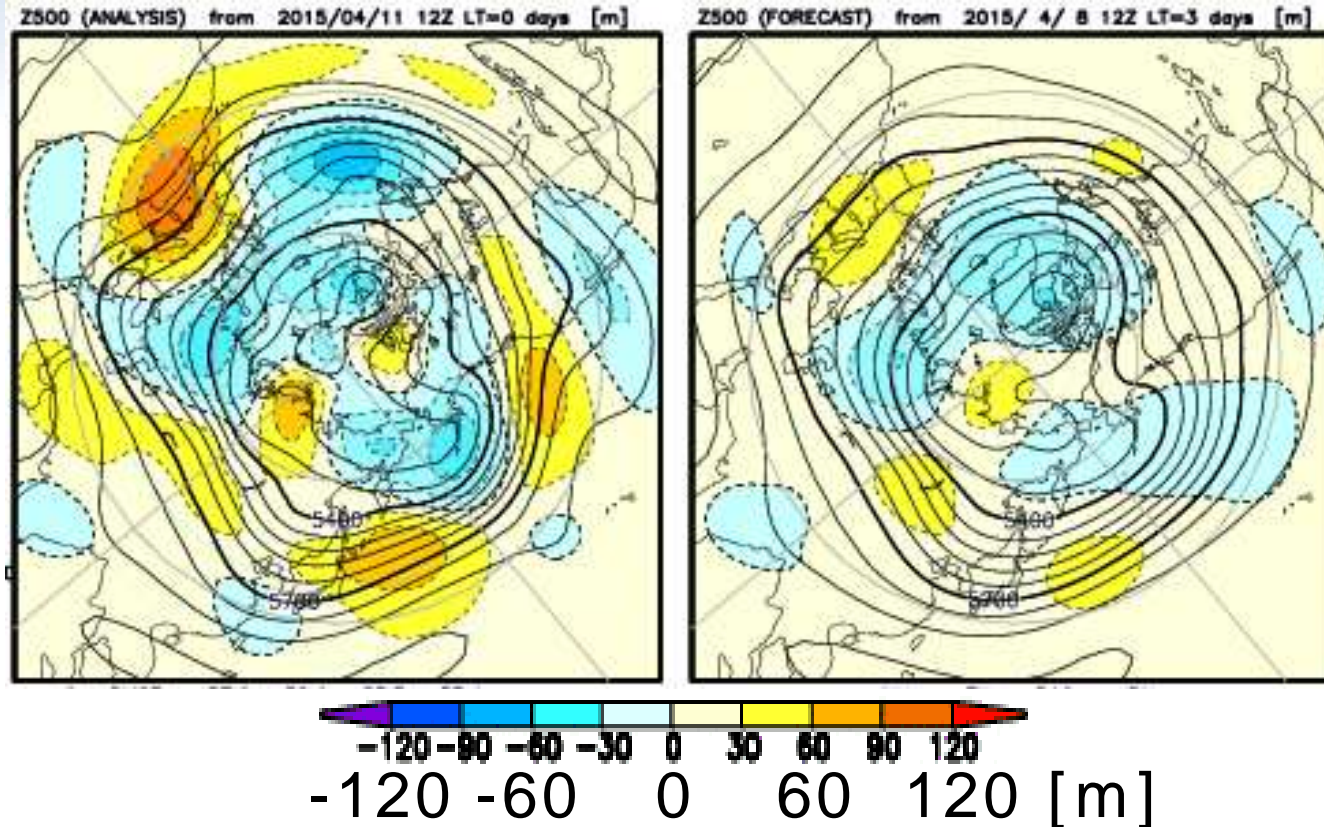 Z500 (ANALYSIS) from 2015/04/11 12Z LT=0 days [m]
Z500 (FORECAST) from 2015/ 4/ 8 12Z LT=3 days [m]
5400
5700
5400
5700
-120 -90 -60 -30 0 30 60 90 120
-120 -60 0 60 120 [m]